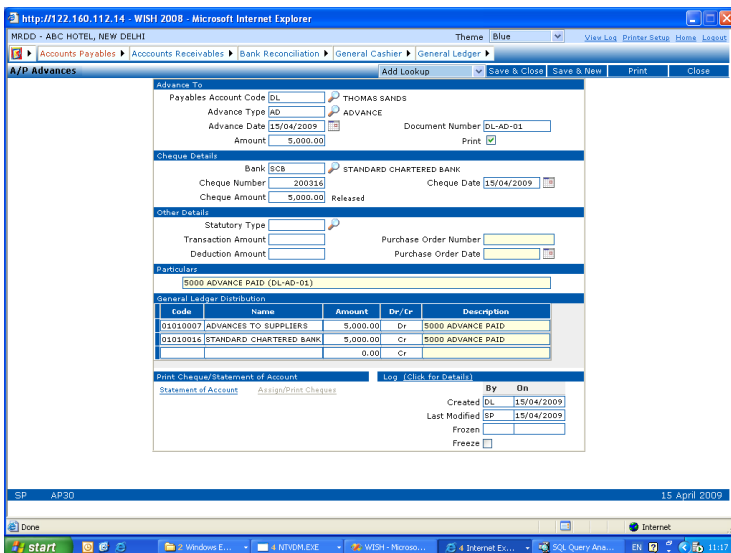 http://122.160.112.14 - WISH 2008 - Microsoft Internet Explorer
MRDD - ABC HOTEL, NEW DELHI Theme Blue View Log Printer Setup Home Logout
Accounts Payables Acccounts Receivables Bank Reconciliation General Cashier General Ledger
A/P Advances Add Lookup Save & Close Save & New Print Close
Advance To
Payables Account Code DL THOMAS SANDS
Advance Type AD ADVANCE
Advance Date 15/04/2009 Document Number DL-AD-01
Amount 5,000.00 Print
Cheque Details
Bank SCB STANDARD CHARTERED BANK
Cheque Number 200316 Cheque Date 15/04/2009
Cheque Amount 5,000.00 Released
Other Details
Statutory Type
Transaction Amount Purchase Order Number
Deduction Amount Purchase Order Date
Particulars
5000 ADVANCE PAID (DL-AD-01)
General Ledger Distribution
Code Name Amount Dr/Cr Description
01010007 ADVANCES TO SUPPLIERS 5,000.00 Dr 5000 ADVANCE PAID
01010016 STANDARD CHARTERED BANK 5,000.00 Cr 5000 ADVANCE PAID
0.00 Cr
Print Cheque/Statement of Account Log (Click for Details)
Statement of Account Assign/Print Cheques By On
Created DL 15/04/2009
Last Modified SP 15/04/2009
Frozen
Freeze
SP AP30 15 April 2009
Done Internet
start 2 Windows E... 4 NTVDM.EXE WISH - Microso... 4 Internet Ex... SQL Query Ana... EN 11:17